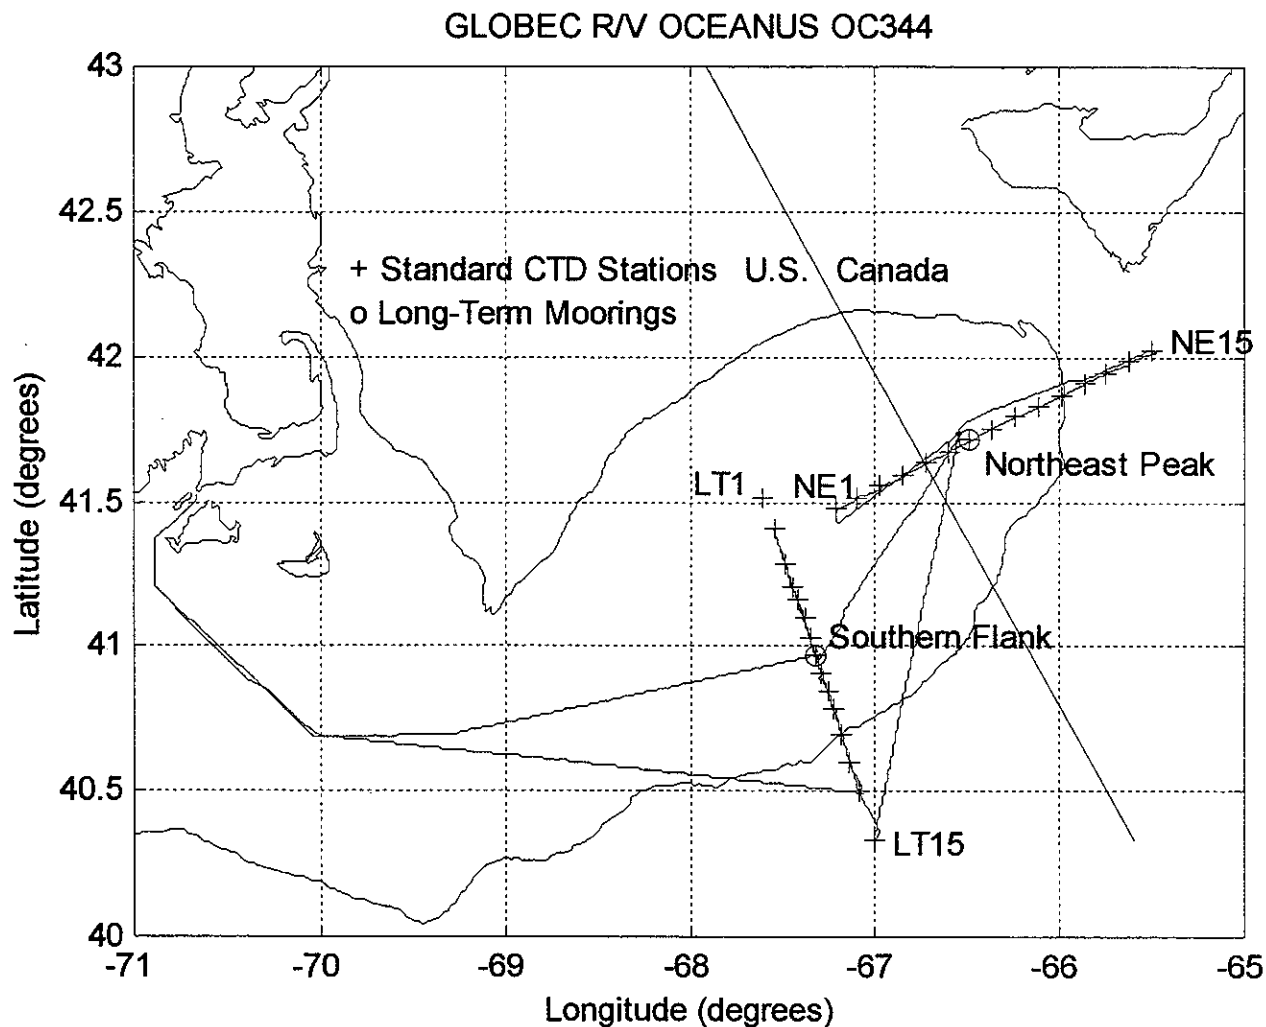 GLOBEC R/V OCEANUS OC344
43
42.5
+ Standard CTD Stations U.S. Canada
o Long-Term Moorings
42
NE15
Northeast Peak
LT1 NE1
41.5
Southern Flank
41
40.5
LT15
40
-71 -70 -69 -68 -67 -66 -65
Longitude (degrees)
Latitude (degrees)